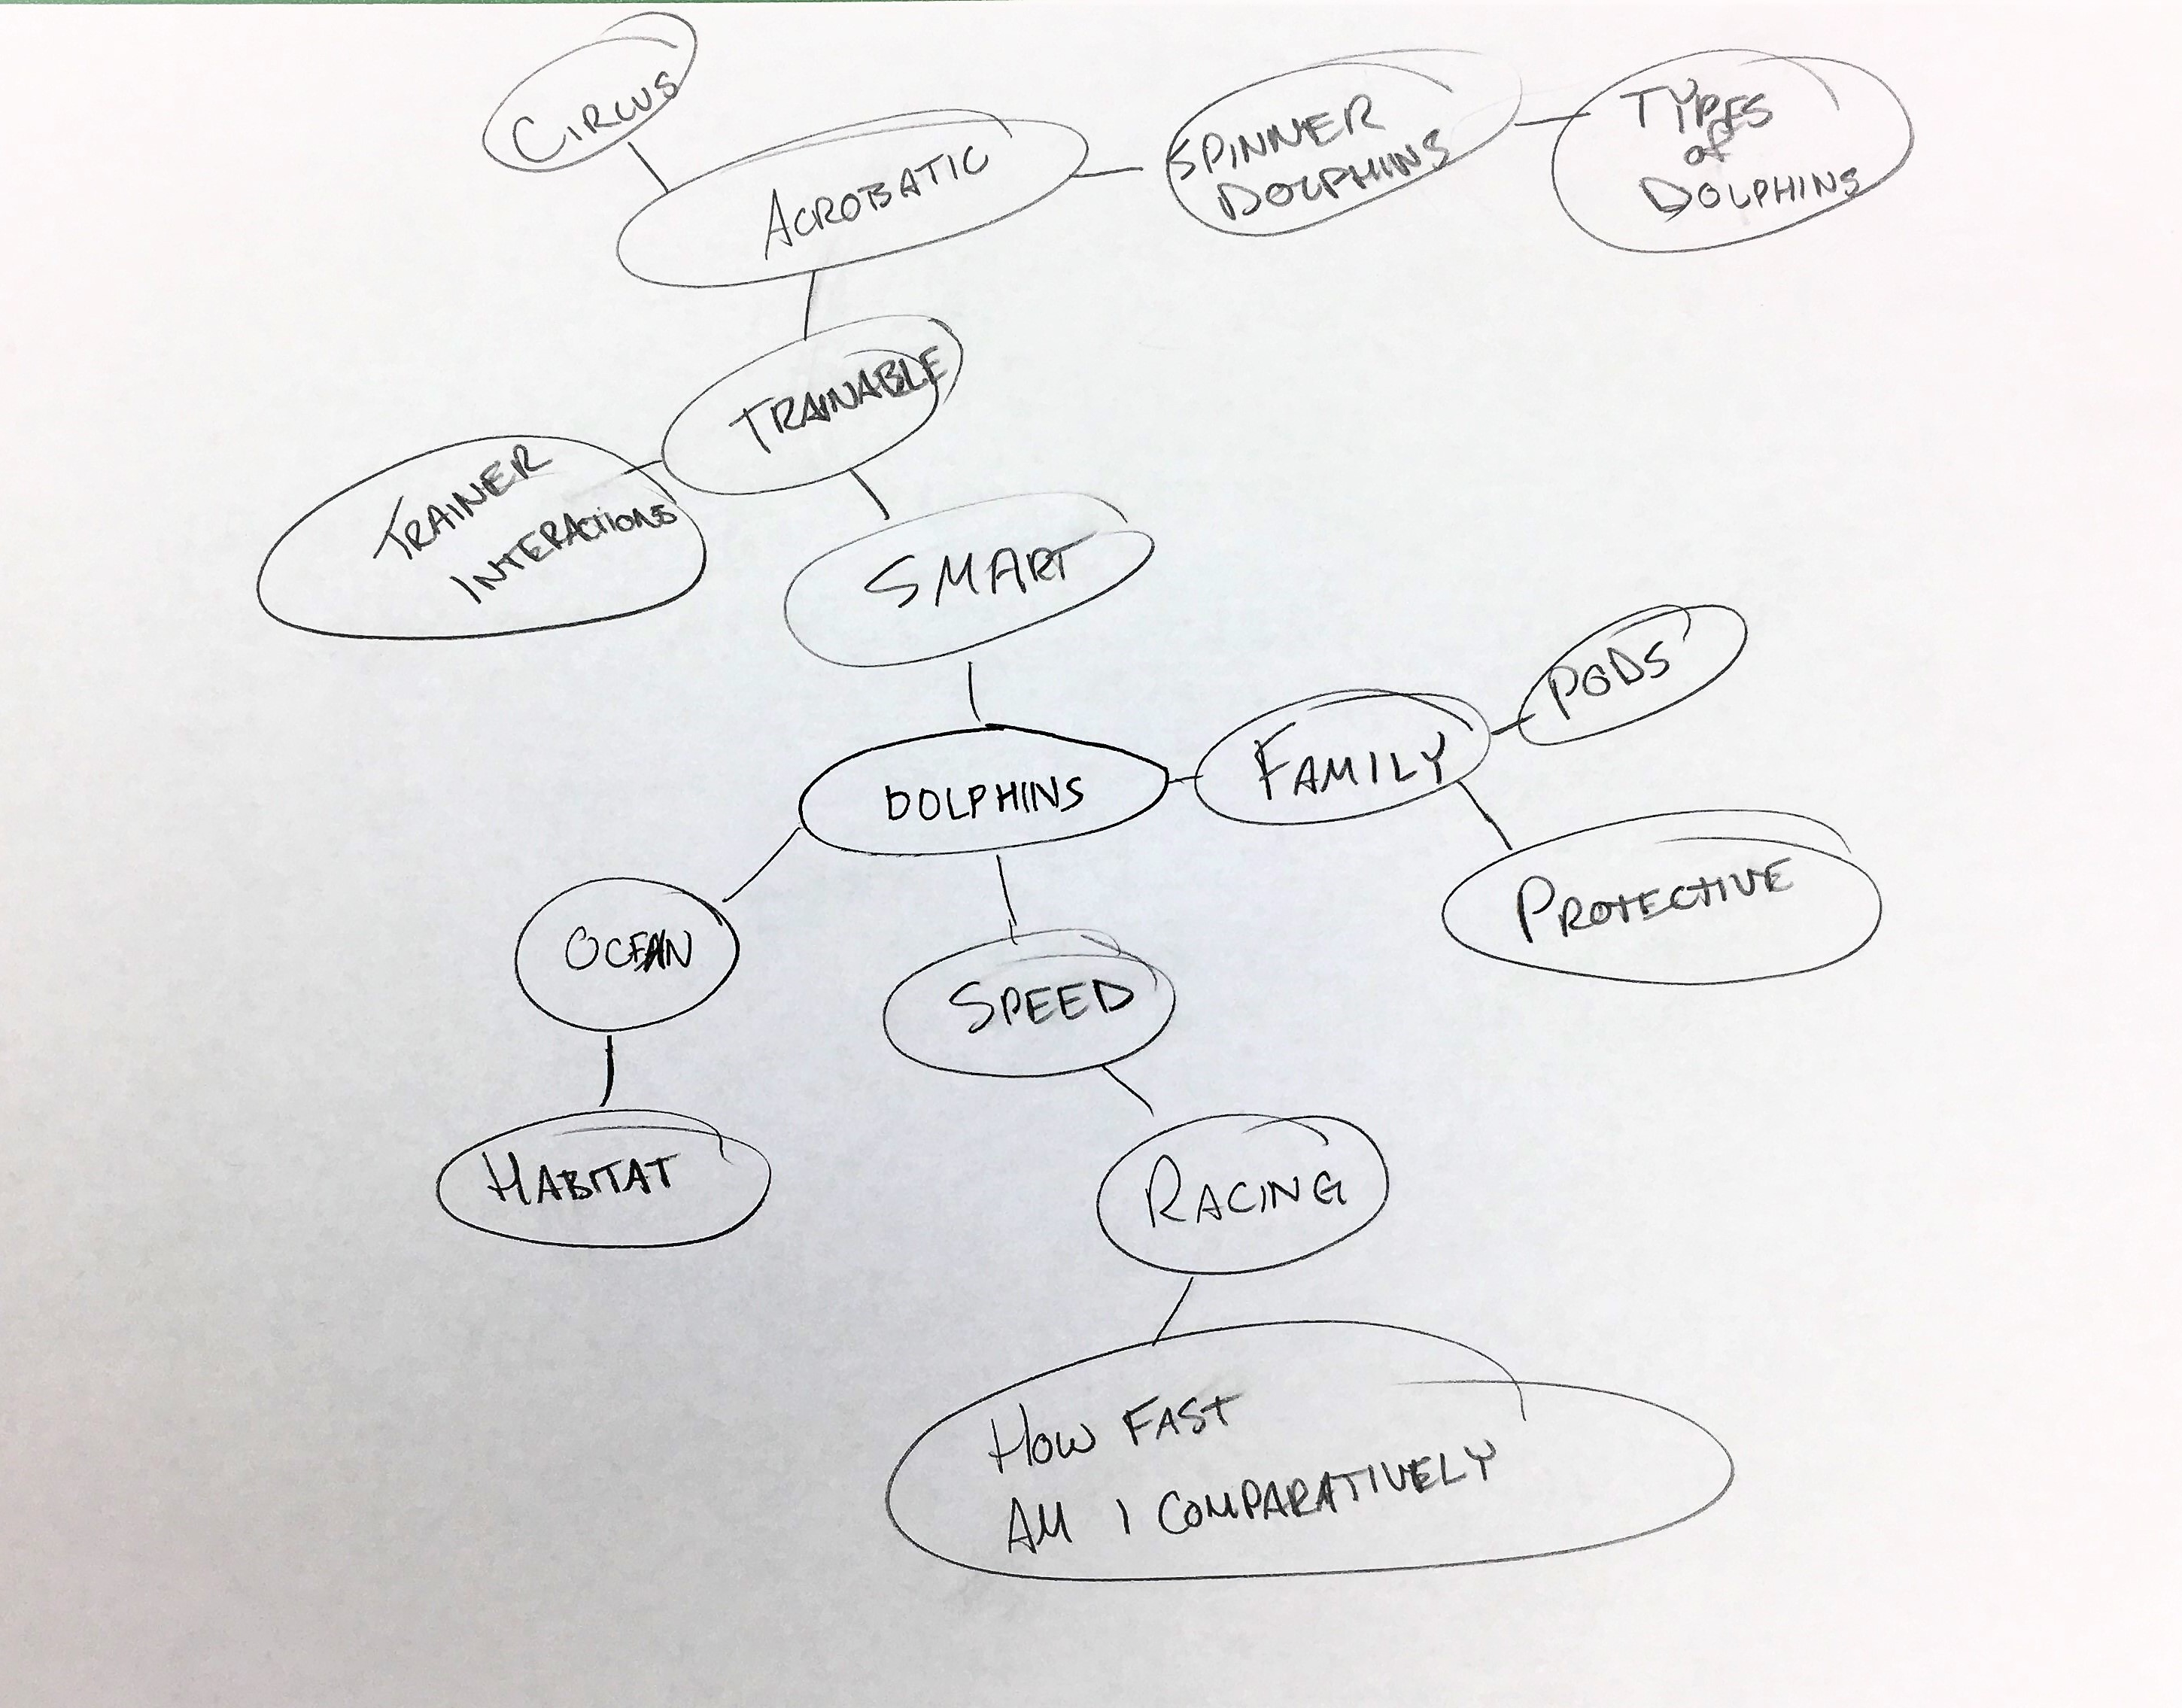 CIRCUS
ACROBATIC
SPINNER
DOLPHINS
TYPES
of
DOLPHINS
TRAINABLE
TRAINER
INTERACTIONS
SMART
DOLPHINS
FAMILY
PODS
PROTECTIVE
OCEAN
SPEED
HABITAT
RACING
HOW FAST
AM I COMPARATIVELY